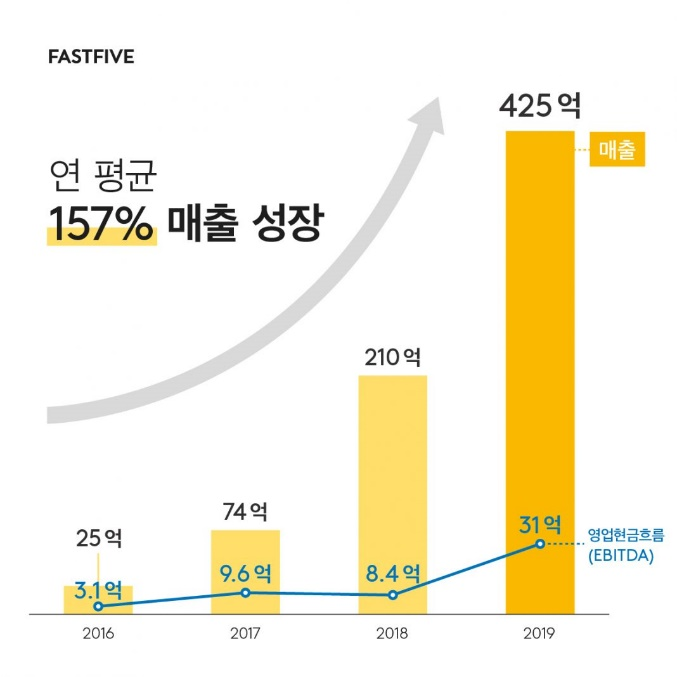 FASTFIVE
연 평균
157% 매출 성장
425억
매출
210억
74억
25억
31억
영업현금흐름
(EBITDA)
9.6억
8.4억
3.1억
2016
2017
2018
2019